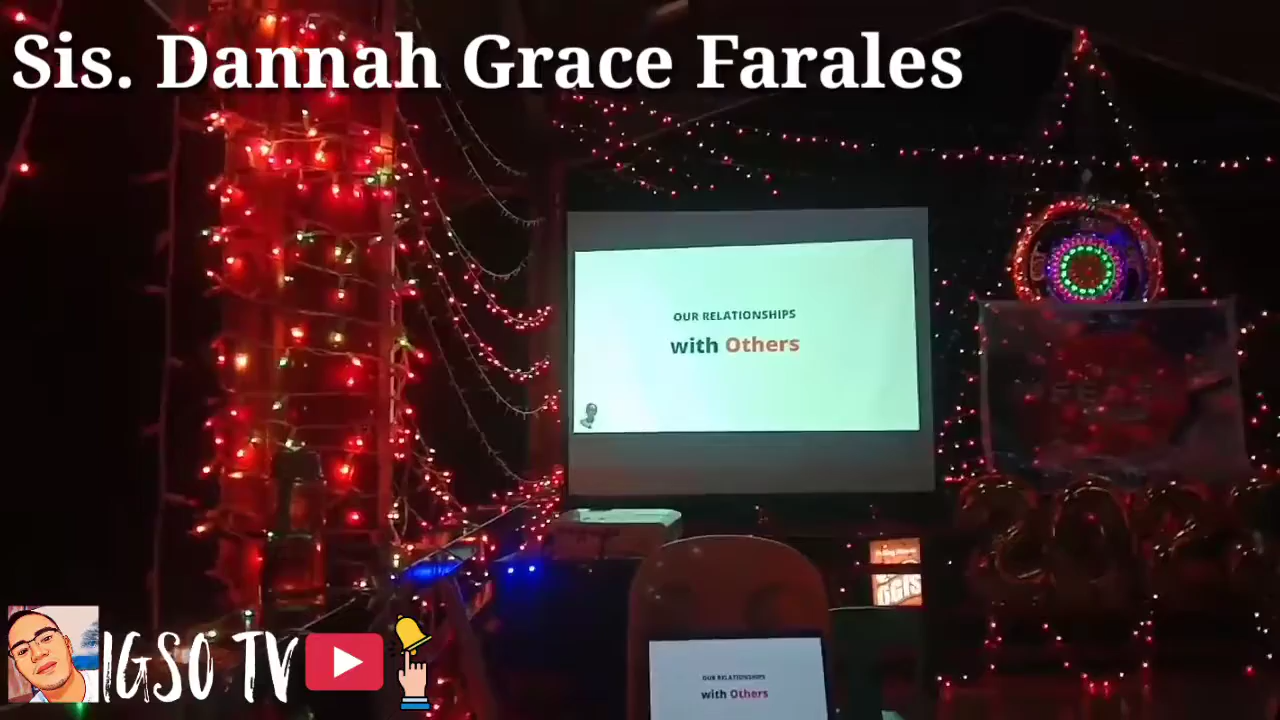 Sis. Dannah Grace Farales
OUR RELATIONSHIPS
with Others
IGSO TV
OUR RELATIONSHIPS
with Others